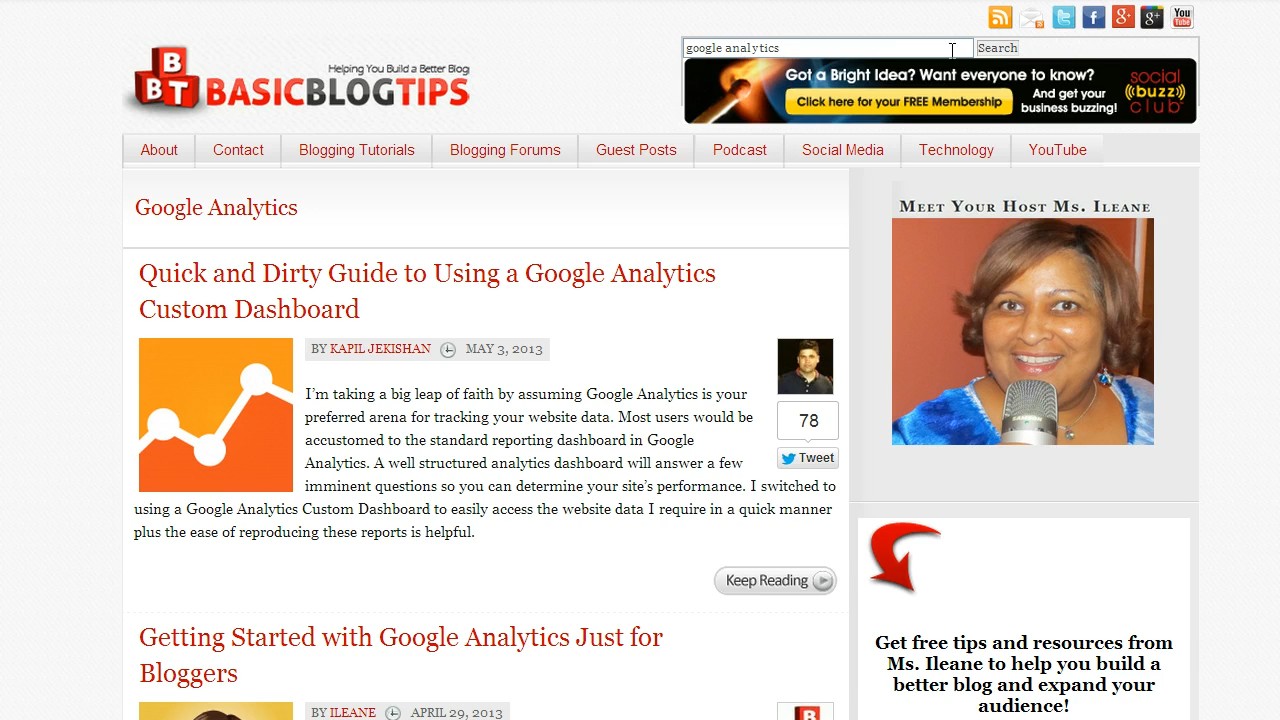 You
Tube
google analytics
Search
B
B T
Helping You Build a Better Blog
BASICBLOGTIPS
Got a Bright Idea? Want everyone to know?
Click here for your FREE Membership
And get your
business buzzing!
social
buzz
club
About
Contact
Blogging Tutorials
Blogging Forums
Guest Posts
Podcast
Social Media
Technology
YouTube
Google Analytics
Quick and Dirty Guide to Using a Google Analytics
Custom Dashboard
BY KAPIL JEKISHAN MAY 3, 2013
I'm taking a big leap of faith by assuming Google Analytics is your
preferred arena for tracking your website data. Most users would be
accustomed to the standard reporting dashboard in Google
Analytics. A well structured analytics dashboard will answer a few
imminent questions so you can determine your site's performance. I switched to
using a Google Analytics Custom Dashboard to easily access the website data I require in a quick manner
plus the ease of reproducing these reports is helpful.
78
Tweet
Keep Reading
Getting Started with Google Analytics Just for
Bloggers
BY ILEANE APRIL 29, 2013
B
Meet Your Host Ms. Ileane
Get free tips and resources from
Ms. Ileane to help you build a
better blog and expand your
audience!